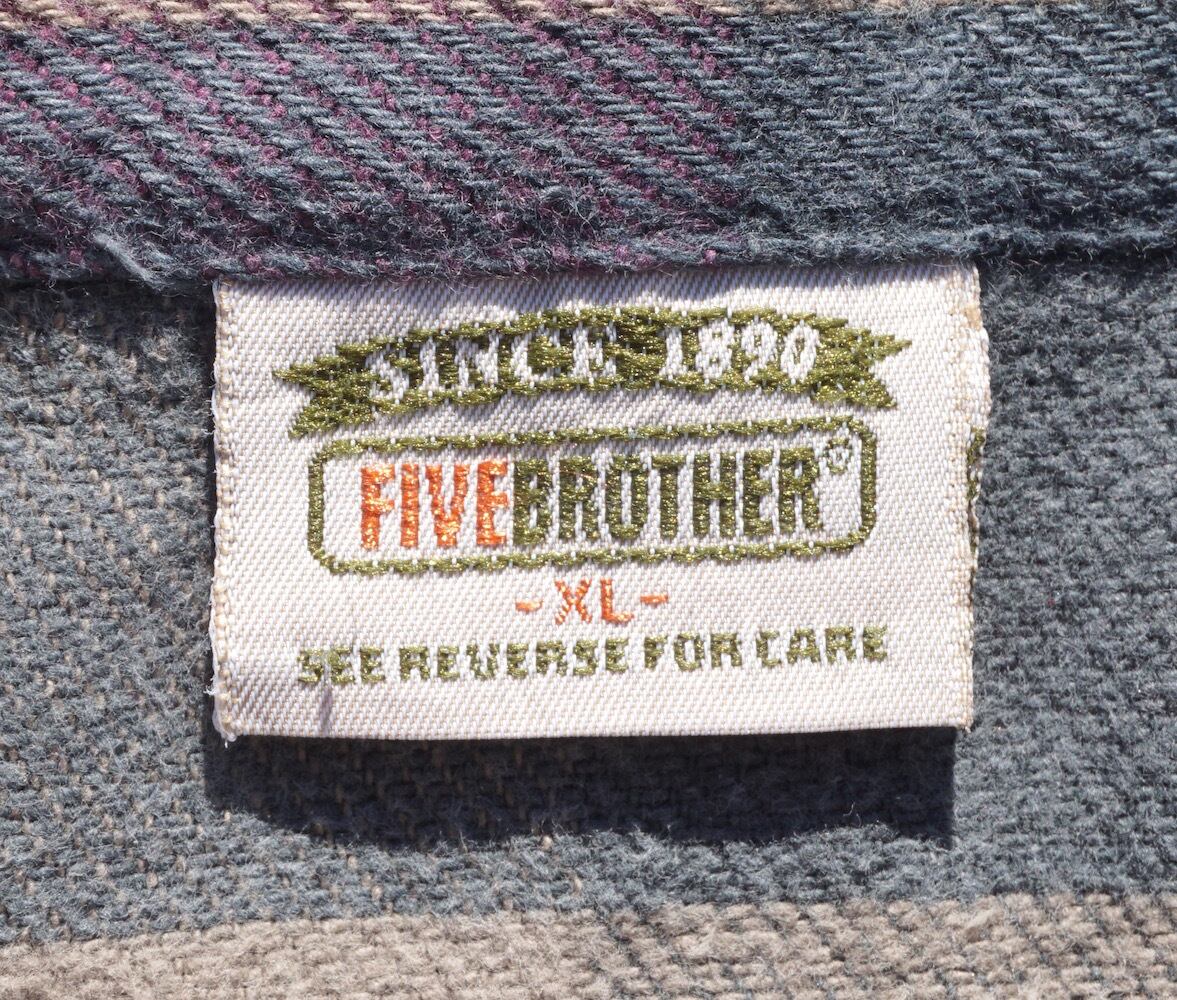 SINCE 1890
FIVEBROTHER®
-XL-
SEE REVERSE FOR CARE